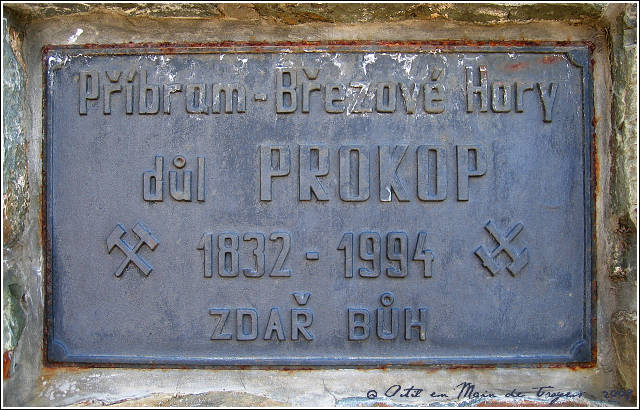 Příbram - Březové Hory
důl PROKOP
1832 - 1994
ZDAŘ BŮH